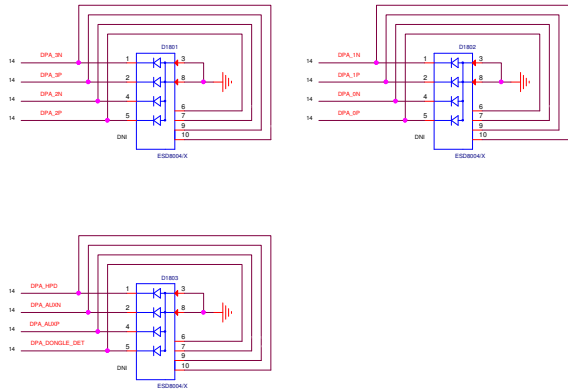 D1801
14 DPA_3N 1 3
14 DPA_3P 2 8
14 DPA_2N 4
6
14 DPA_2P 5 7
9
DNI 10
ESD8004/X
D1802
14 DPA_1N 1 3
14 DPA_1P 2 8
14 DPA_0N 4
6
14 DPA_0P 5 7
9
DNI 10
ESD8004/X
D1803
14 DPA_HPD 1 3
14 DPA_AUXN 2 8
14 DPA_AUXP 4
6
14 DPA_DONGLE_DET 5 7
9
DNI 10
ESD8004/X